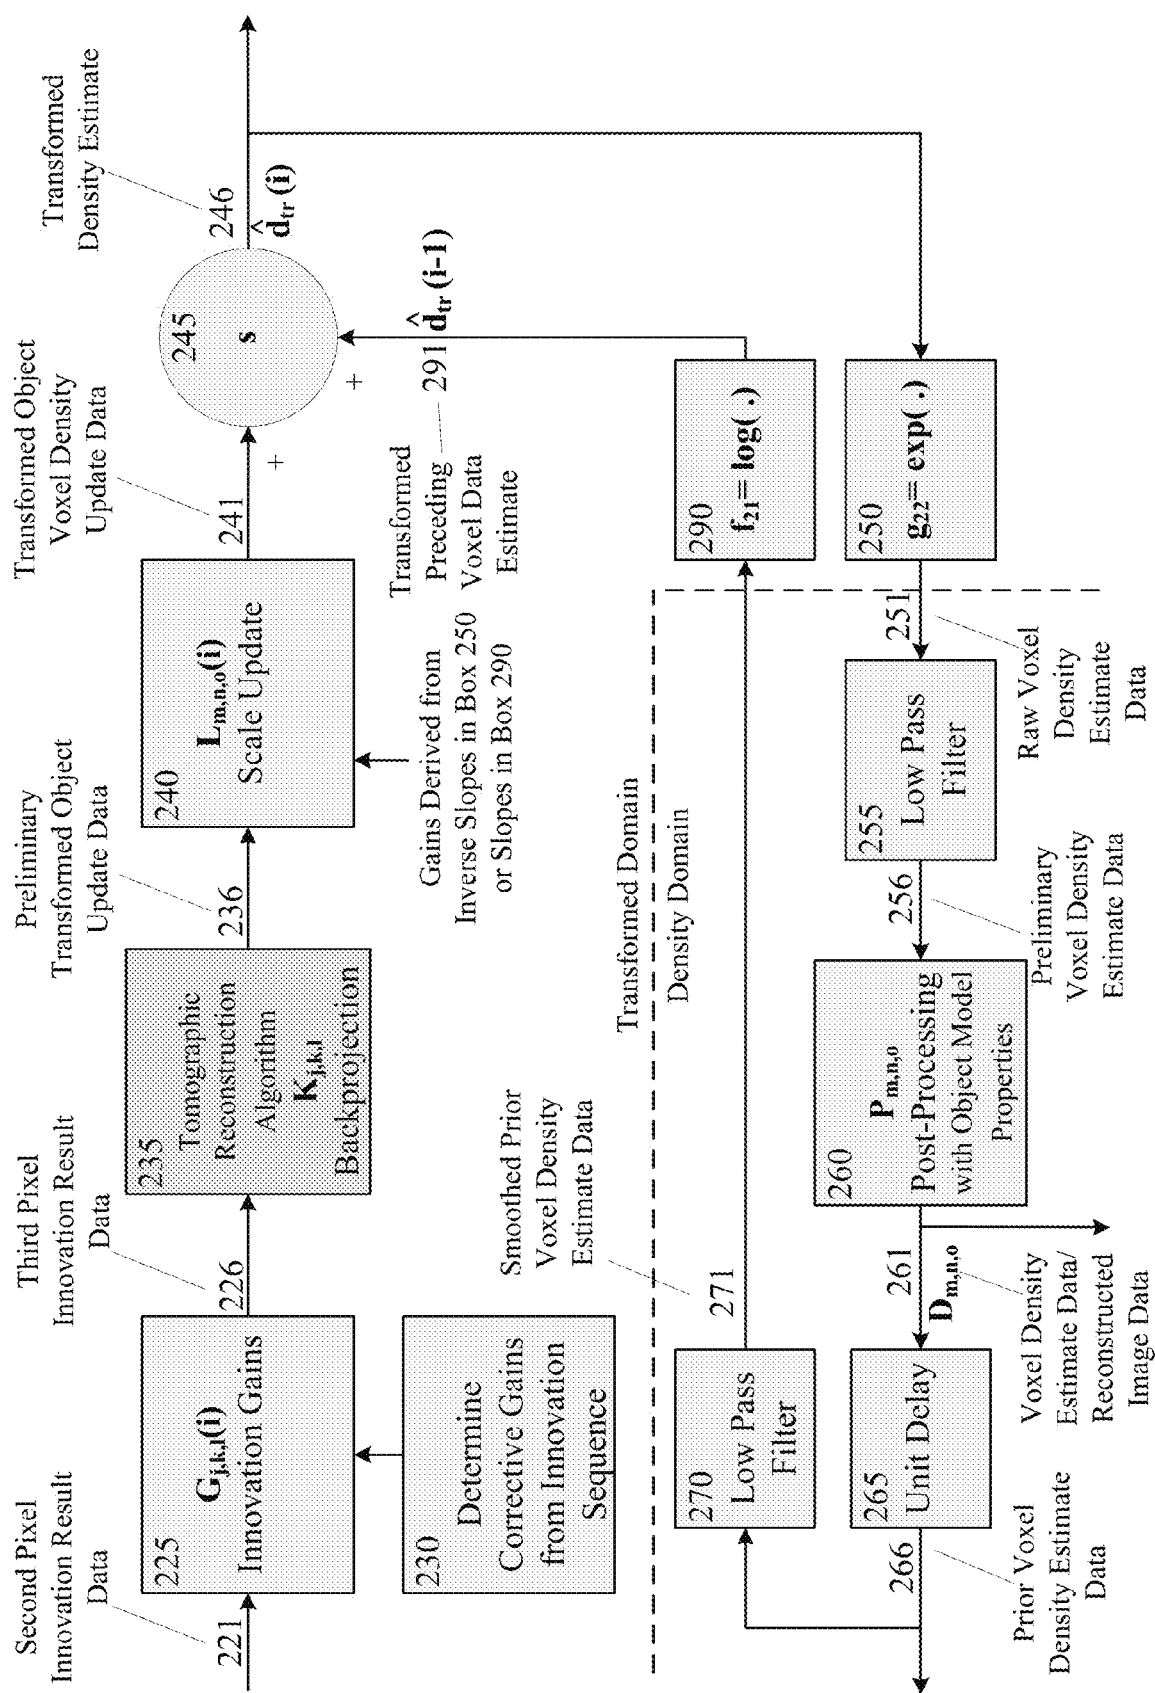 Second Pixel
Innovation Result
Data
221
225
G_{j,k,l}(i)
Innovation Gains
230
Determine
Corrective Gains
from Innovation
Sequence
Third Pixel
Innovation Result
Data
226
235
Tomographic
Reconstruction
Algorithm
K_{j,k,l}
Backprojection
Preliminary
Transformed Object
Update Data
236
240
L_{m,n,o}(i)
Scale Update
Gains Derived from
Inverse Slopes in Box 250
or Slopes in Box 290
Transformed Object
Voxel Density
Update Data
241
+
+
245
s
Transformed
Density Estimate
246
d̂_{tr}(i)
Transformed
Preceding
Voxel Data
Estimate
291
d̂_{tr}(i-1)
Smoothed Prior
Voxel Density
Estimate Data
271
Transformed Domain
Density Domain
270
Low Pass
Filter
290
f_{21}= log( . )
250
g_{22}= exp( . )
251
Raw Voxel
Density
Estimate
Data
255
Low Pass
Filter
256
Preliminary
Voxel Density
Estimate Data
260
P_{m,n,o}
Post-Processing
with Object Model
Properties
261
D_{m,n,o}
Voxel Density
Estimate Data/
Reconstructed
Image Data
265
Unit Delay
266
Prior Voxel
Density Estimate
Data